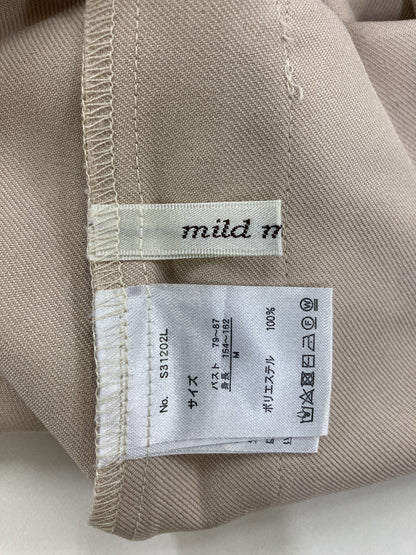 mild m
No. S31202L
サイズ
バスト 79~87
身長 154~162
M
ポリエステル 100%